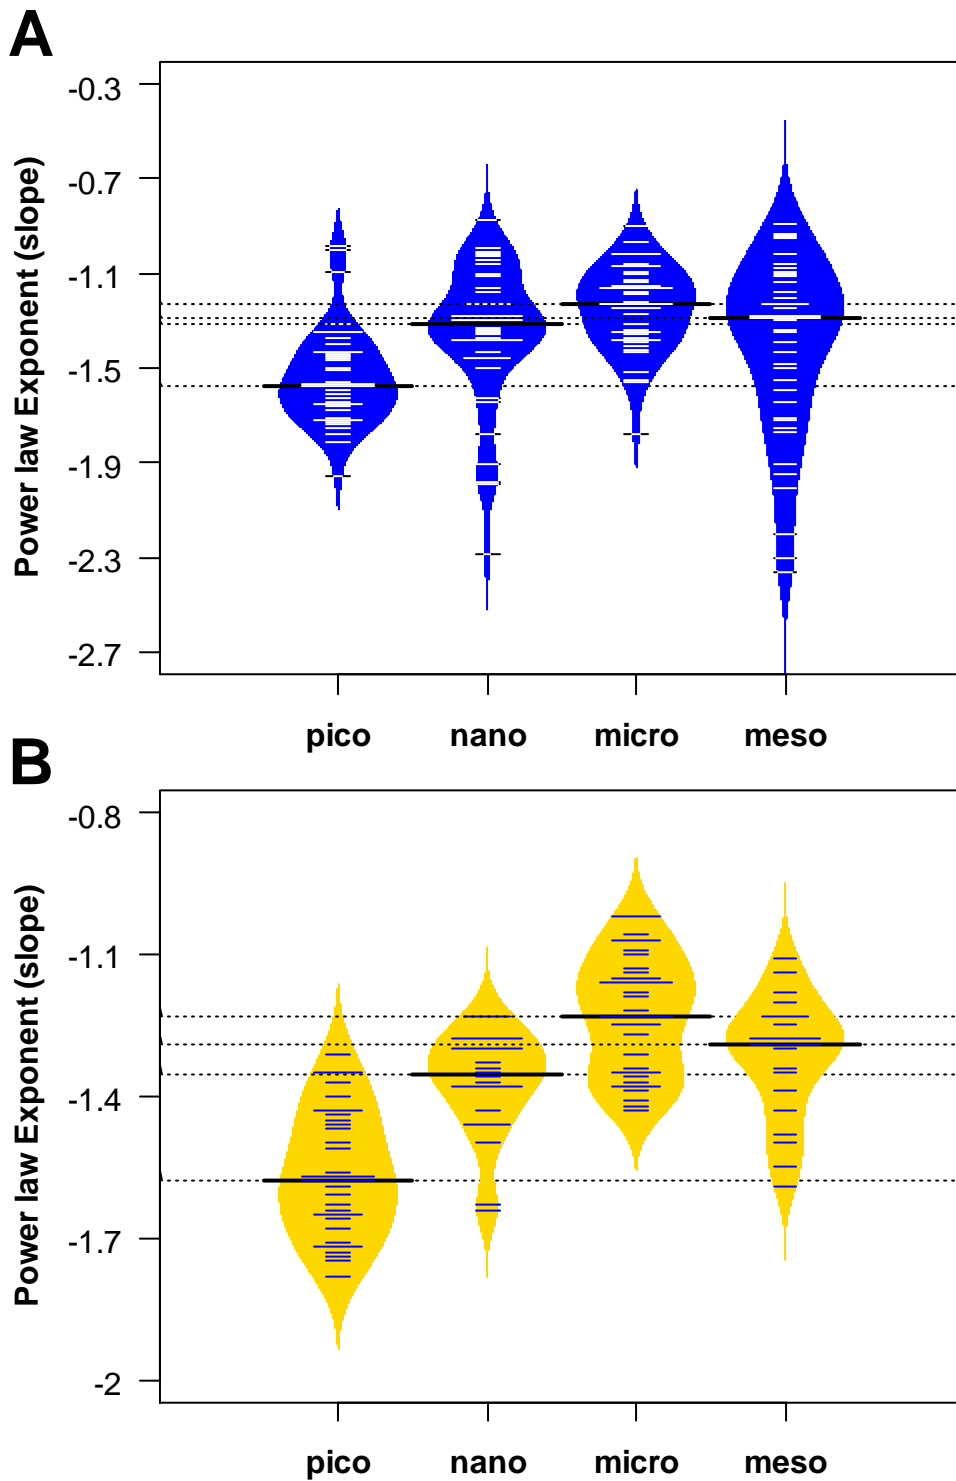 A
Power law Exponent (slope)
-0.3
-0.7
-1.1
-1.5
-1.9
-2.3
-2.7
pico nano micro meso
B
Power law Exponent (slope)
-0.8
-1.1
-1.4
-1.7
-2
pico nano micro meso